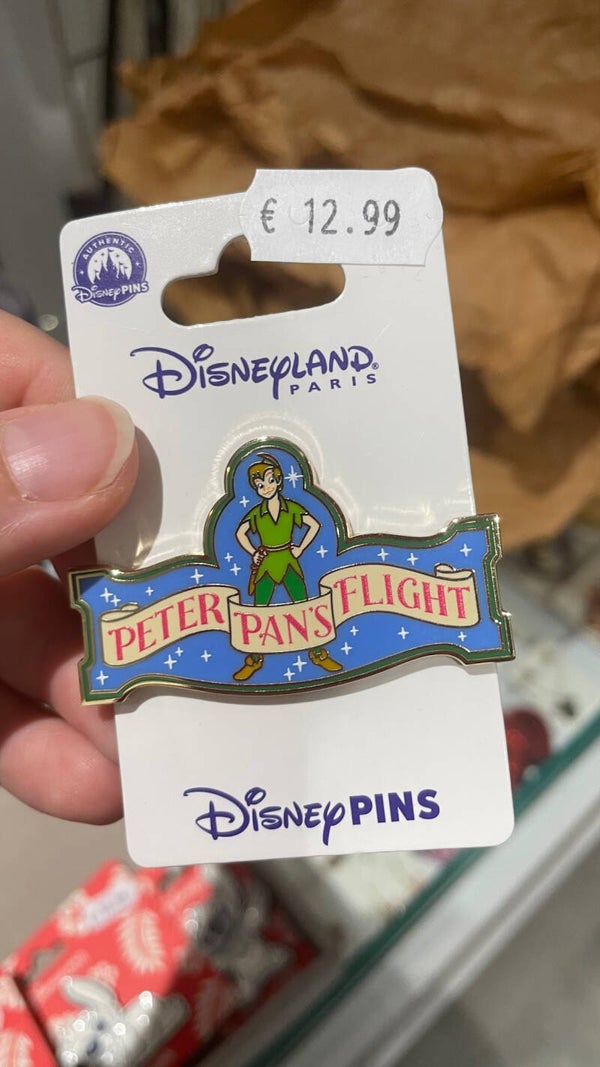 € 12.99
AUTHENTIC
Disney PINS
DISNEYLAND®
PARIS
PETER PAN'S FLIGHT
Disney PINS